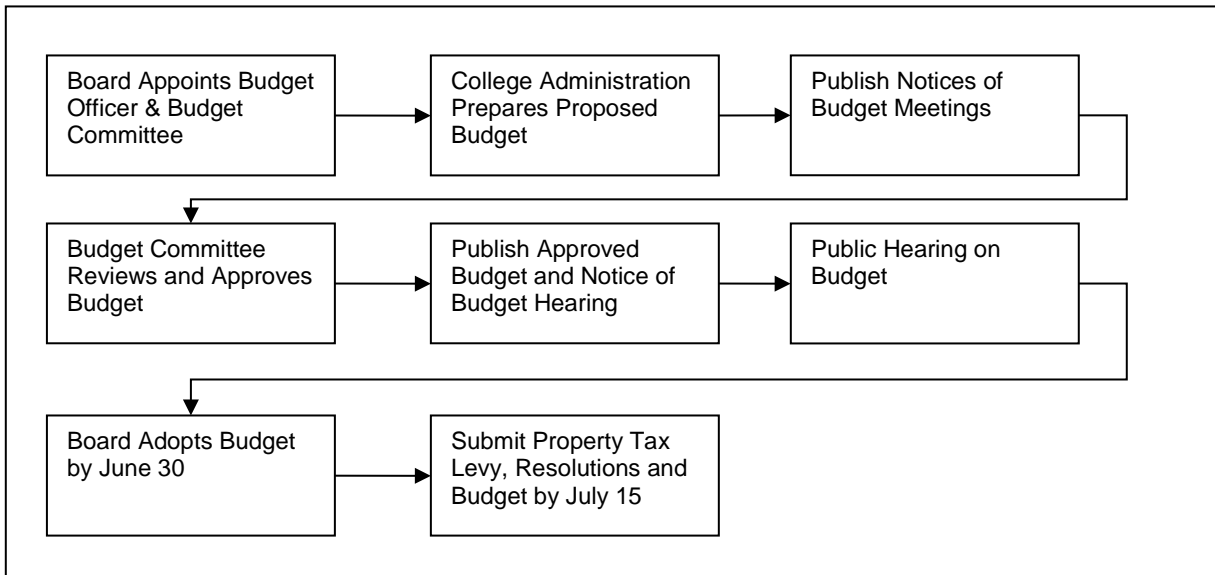 Board Appoints Budget
Officer & Budget
Committee
College Administration
Prepares Proposed
Budget
Publish Notices of
Budget Meetings
Budget Committee
Reviews and Approves
Budget
Publish Approved
Budget and Notice of
Budget Hearing
Public Hearing on
Budget
Board Adopts Budget
by June 30
Submit Property Tax
Levy, Resolutions and
Budget by July 15